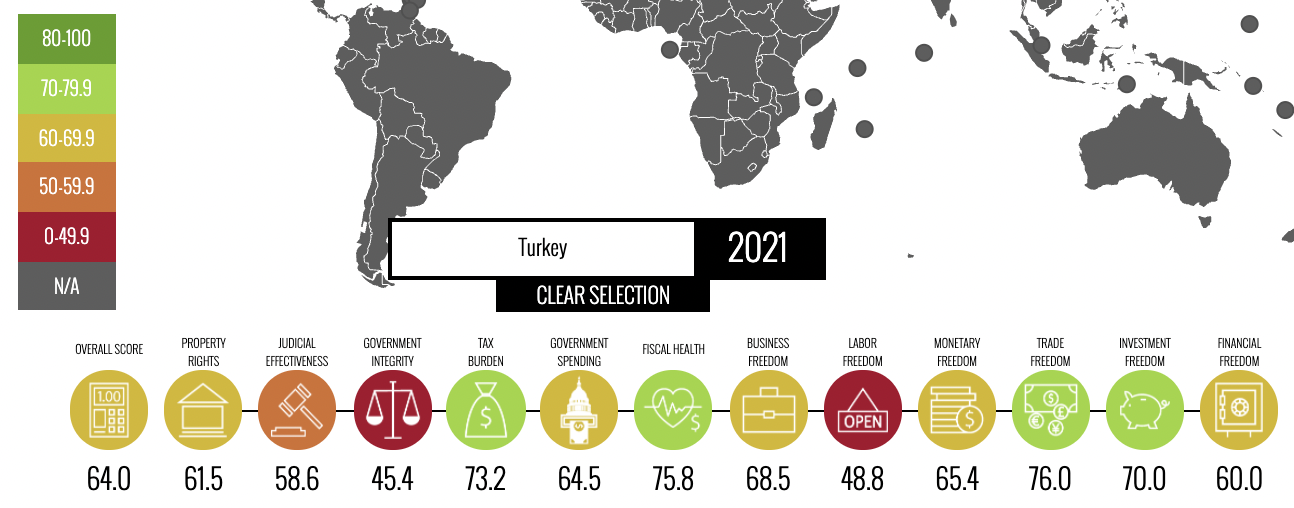 80-100
70-79.9
60-69.9
50-59.9
0-49.9
N/A
Turkey
2021
CLEAR SELECTION
OVERALL SCORE
PROPERTY
RIGHTS
JUDICIAL
EFFECTIVENESS
GOVERNMENT
INTEGRITY
TAX
BURDEN
GOVERNMENT
SPENDING
FISCAL HEALTH
BUSINESS
FREEDOM
LABOR
FREEDOM
MONETARY
FREEDOM
TRADE
FREEDOM
INVESTMENT
FREEDOM
FINANCIAL
FREEDOM
1.00
$
$
$
OPEN
$
$
£
€
¥
64.0
61.5
58.6
45.4
73.2
64.5
75.8
68.5
48.8
65.4
76.0
70.0
60.0